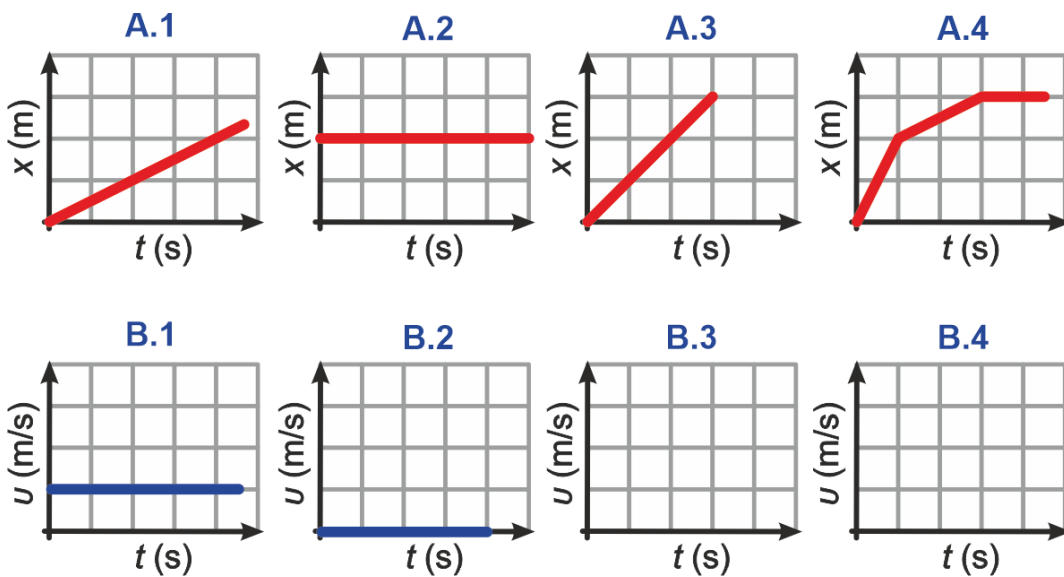 A.1
A.2
A.3
A.4
x (m)
x (m)
x (m)
x (m)
t (s)
t (s)
t (s)
t (s)
B.1
B.2
B.3
B.4
υ (m/s)
υ (m/s)
υ (m/s)
υ (m/s)
t (s)
t (s)
t (s)
t (s)